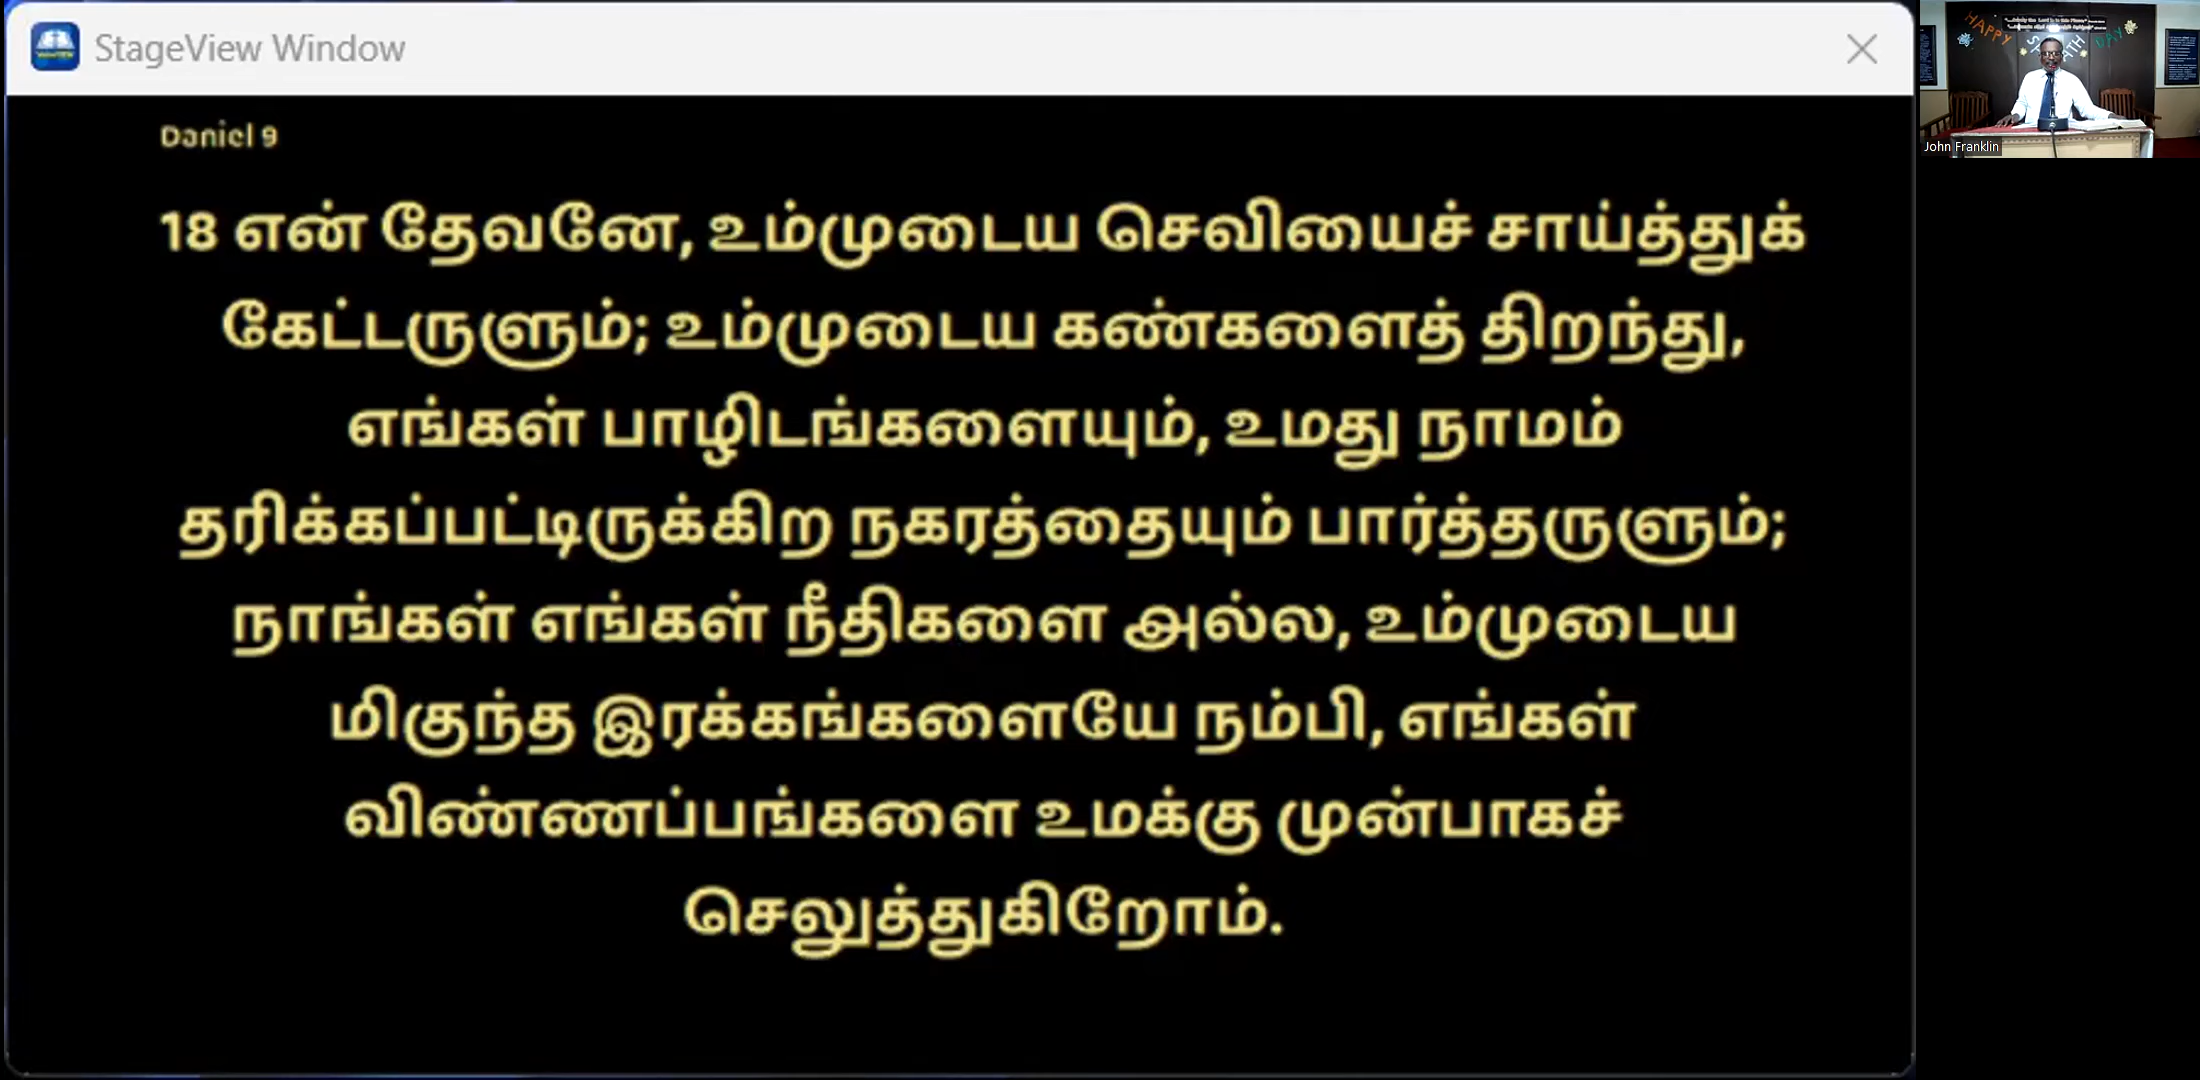 StageView Window
Daniel 9
18 என் தேவனே, உம்முடைய செவியைச் சாய்த்துக்
கேட்டருளும்; உம்முடைய கண்களைத் திறந்து,
எங்கள் பாழிடங்களையும், உமது நாமம்
தரிக்கப்பட்டிருக்கிற நகரத்தையும் பார்த்தருளும்;
நாங்கள் எங்கள் நீதிகளை அல்ல, உம்முடைய
மிகுந்த இரக்கங்களையே நம்பி, எங்கள்
விண்ணப்பங்களை உமக்கு முன்பாகச்
செலுத்துகிறோம்.
HAPPY
DAY
John Franklin